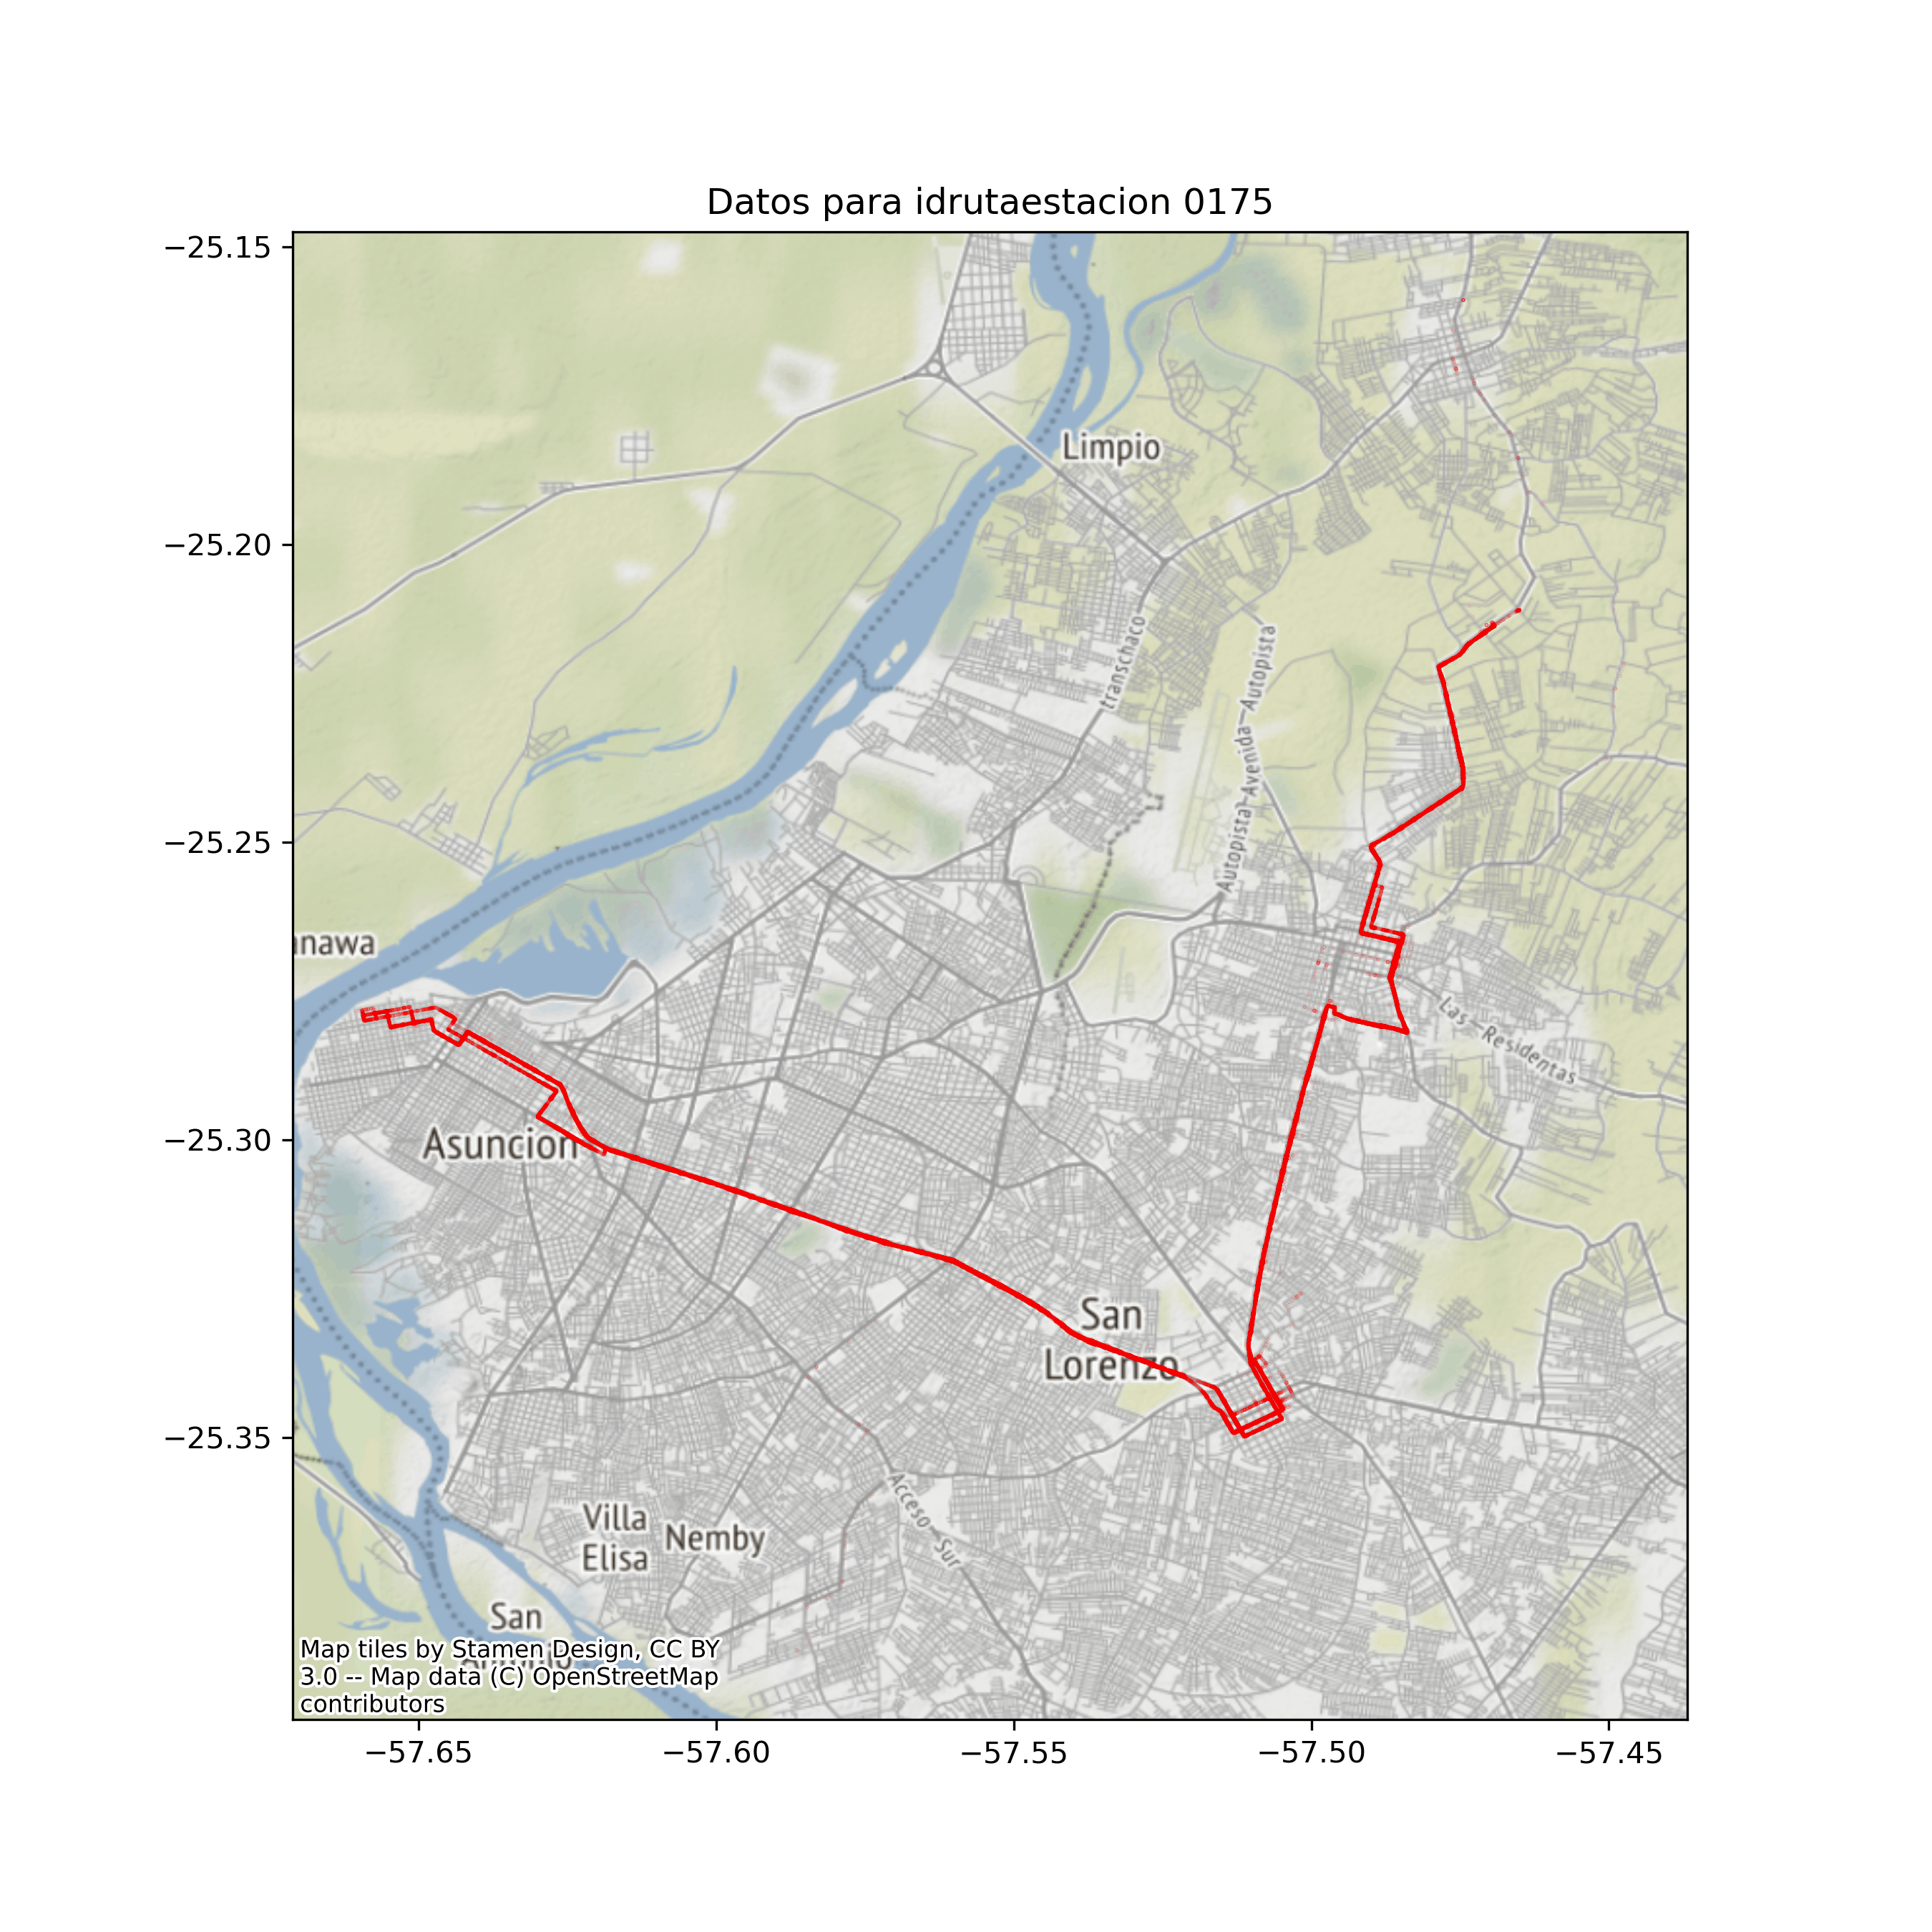 Datos para idrutaestacion 0175
−25.15
Limpio
−25.20
transchaco
Autopista)-Avenida-Autopista
−25.25
anawa
Las-Residentas
Asuncion
−25.30
San
Lorenzo
−25.35
Acceso-Sur
Villa
Elisa
Nemby
San
Antonio
Map tiles by Stamen Design, CC BY
3.0 -- Map data (C) OpenStreetMap
contributors
−57.65
−57.60
−57.55
−57.50
−57.45